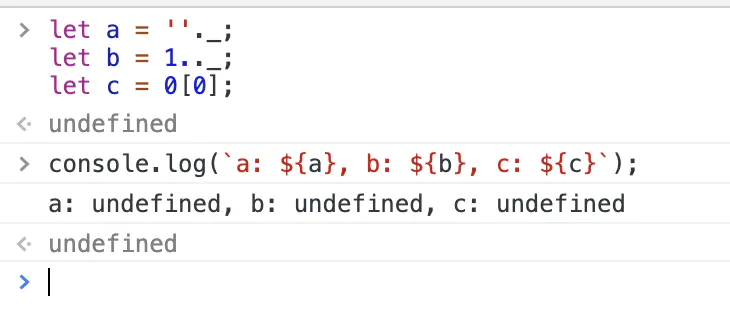 > let a = ''._;
let b = 1.._;
let c = 0[0];
<· undefined
> console.log(`a: ${a}, b: ${b}, c: ${c}`);
a: undefined, b: undefined, c: undefined
<· undefined
>